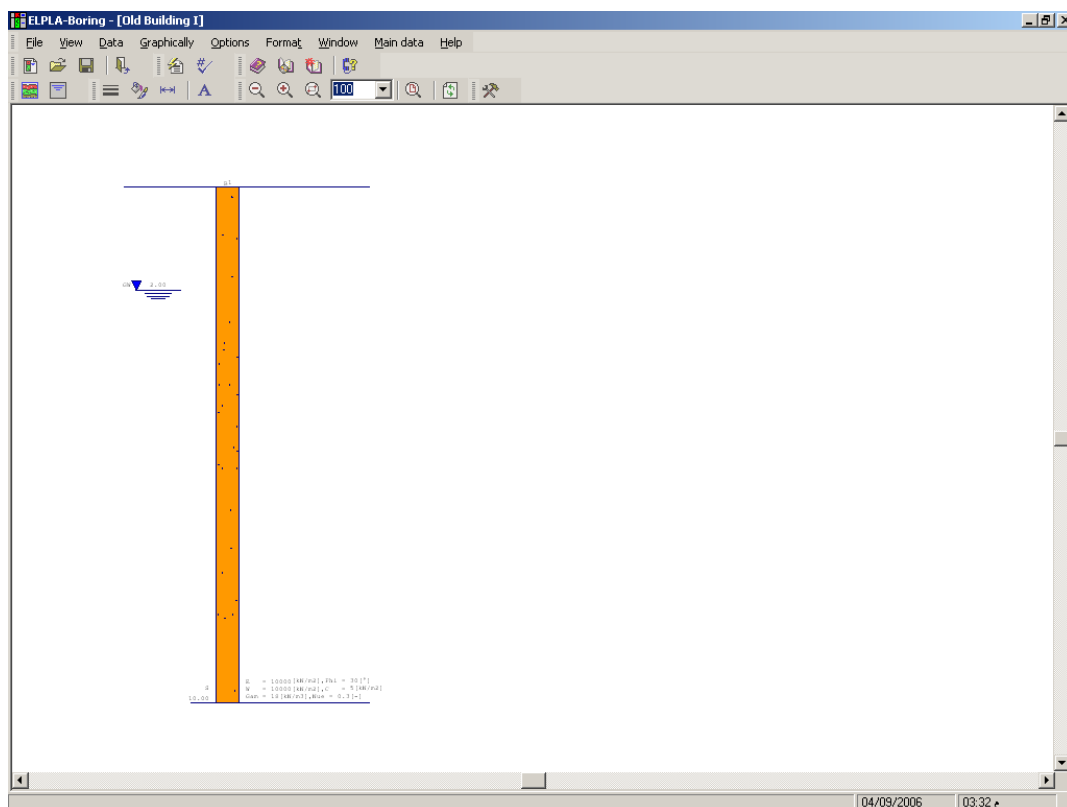 ELPLA-Boring - [Old Building I]
File View Data Graphically Options Format Window Main data Help
100
GW 2.00
S
10.00
E = 10000[kN/m2],Phi = 30[°]
W = 10000[kN/m2],C = 5[kN/m2]
Gam = 18[kN/m3],Nue = 0.3[-]
04/09/2006 03:32 م